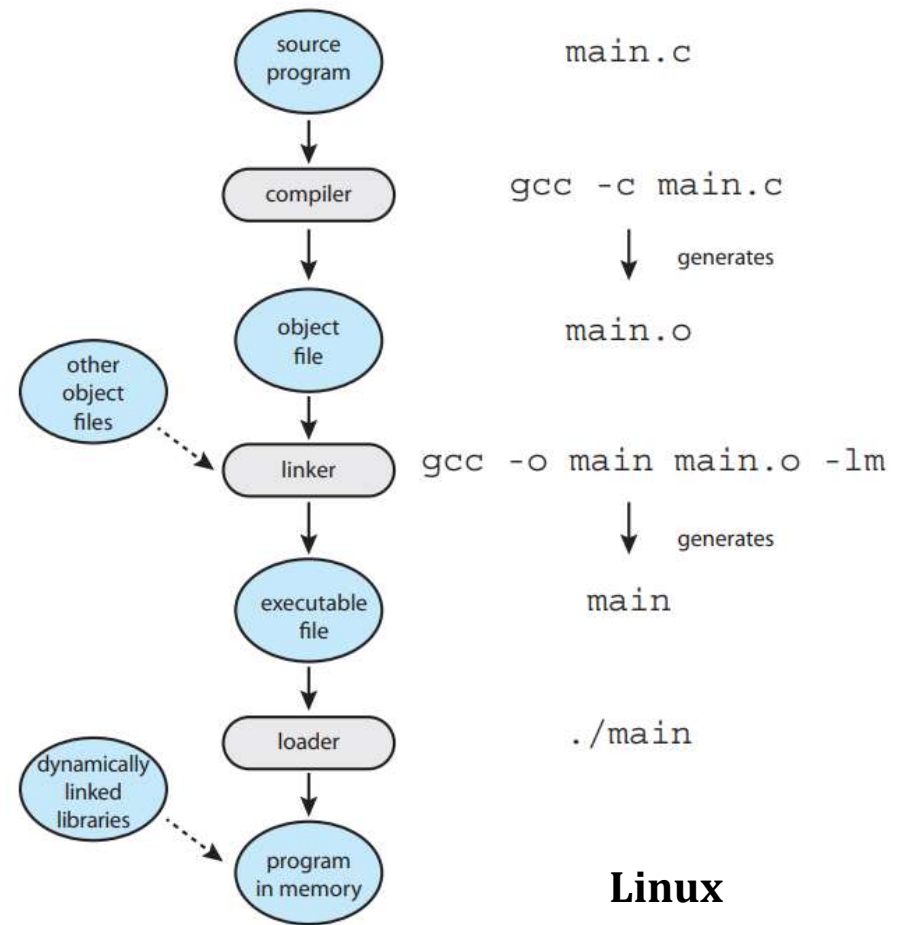 source
program
main.c
compiler
gcc -c main.c
generates
object
file
main.o
other
object
files
linker
gcc -o main main.o -lm
generates
executable
file
main
loader
./main
dynamically
linked
libraries
program
in memory
Linux